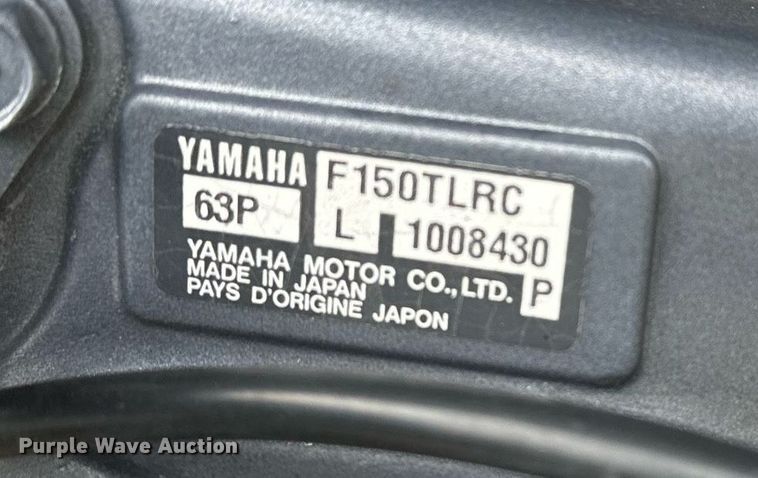 YAMAHA F150TLRC
63P L 1008430
YAMAHA MOTOR CO., LTD. P
MADE IN JAPAN
PAYS D'ORIGINE JAPON
Purple Wave Auction